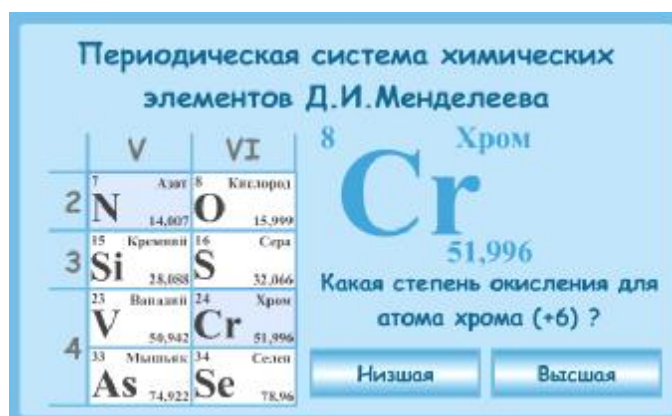 Периодическая система химических
элементов Д.И.Менделеева
V VI
8 Хром
Cr
51,996
2
7 Азот 8 Кислород
N O
14,007 15,999
3
15 Кремний 16 Сера
Si S
28,088 32,066
4
23 Ванадий 24 Хром
V Cr
50,942 51,996
33 Мышьяк 34 Селен
As Se
74,922 78,96
Какая степень окисления для
атома хрома (+6) ?
Низшая Высшая